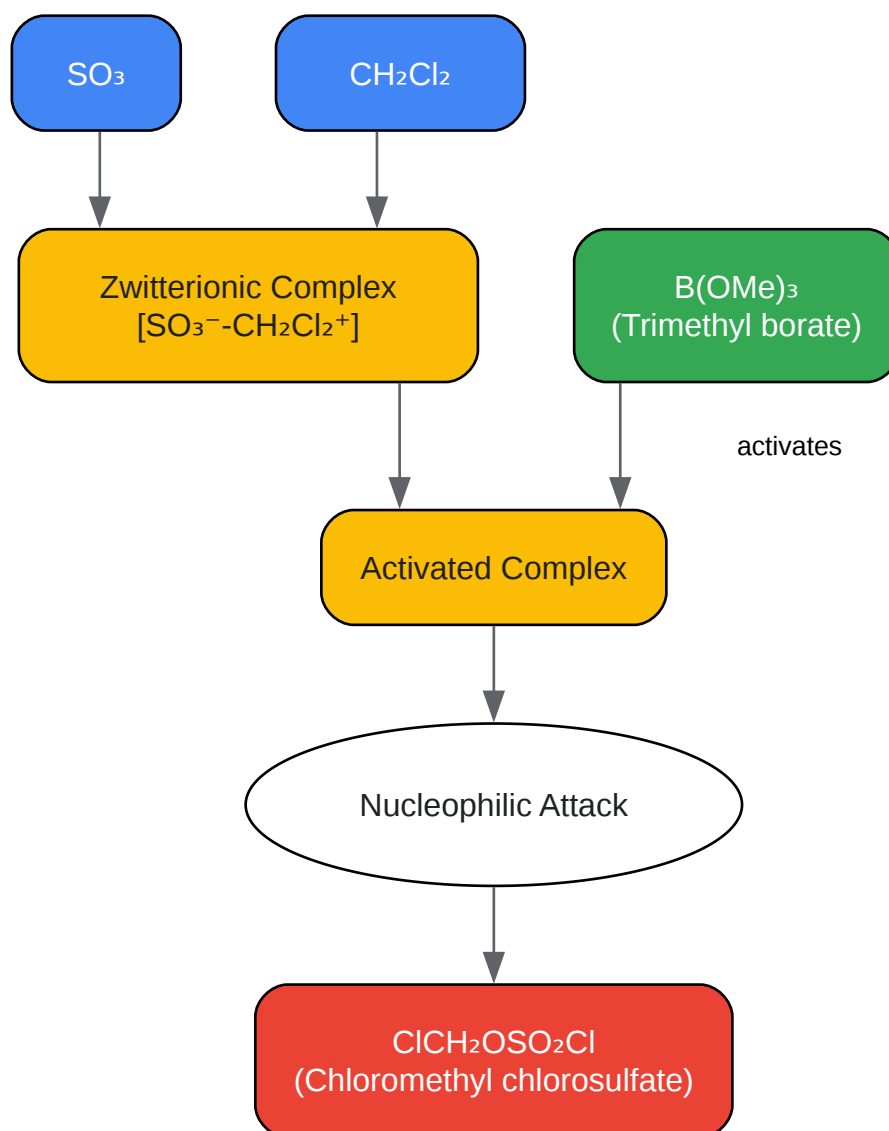 SO₃
CH₂Cl₂
Zwitterionic Complex
[SO₃⁻-CH₂Cl₂⁺]
B(OMe)₃
(Trimethyl borate)
activates
Activated Complex
Nucleophilic Attack
ClCH₂OSO₂Cl
(Chloromethyl chlorosulfate)